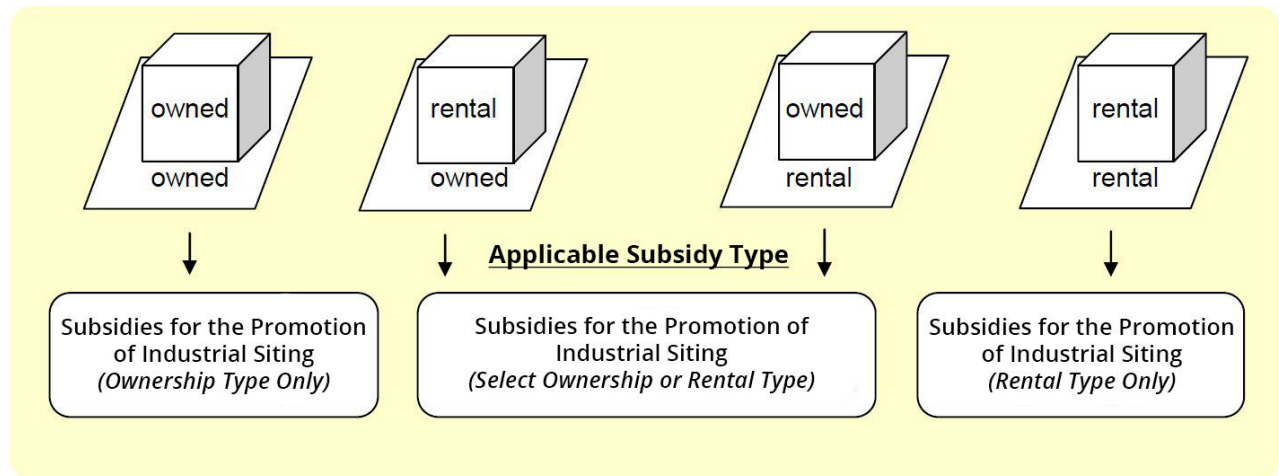 owned
owned
rental
owned
owned
rental
rental
rental
Applicable Subsidy Type
Subsidies for the Promotion
of Industrial Siting
(Ownership Type Only)
Subsidies for the Promotion of
Industrial Siting
(Select Ownership or Rental Type)
Subsidies for the Promotion
of Industrial Siting
(Rental Type Only)